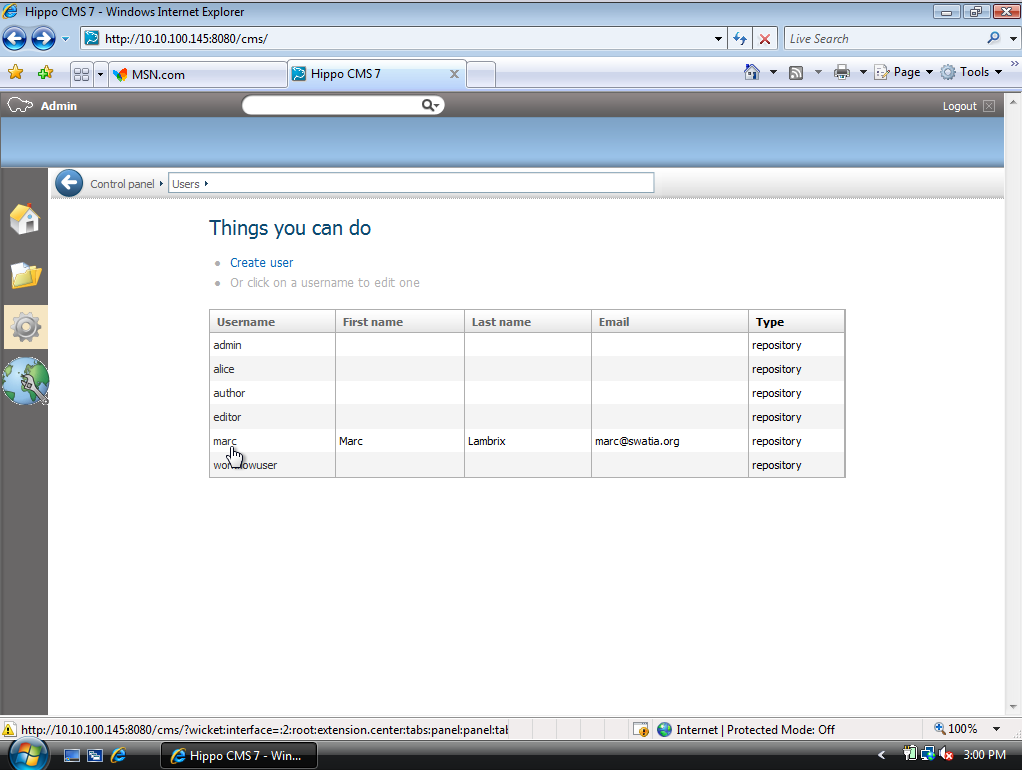 Hippo CMS 7 - Windows Internet Explorer
http://10.10.100.145:8080/cms/
Live Search
MSN.com
Hippo CMS 7
Page
Tools
Admin
Logout
Control panel
Users
Things you can do
Create user
Or click on a username to edit one
Username First name Last name Email Type
admin repository
alice repository
author repository
editor repository
marc Marc Lambrix marc@swatia.org repository
repository
http://10.10.100.145:8080/cms/?wicket:interface=:2:root:extension.center:tabs:panel:panel:tal
Internet | Protected Mode: Off
100%
Hippo CMS 7 - Win...
3:00 PM